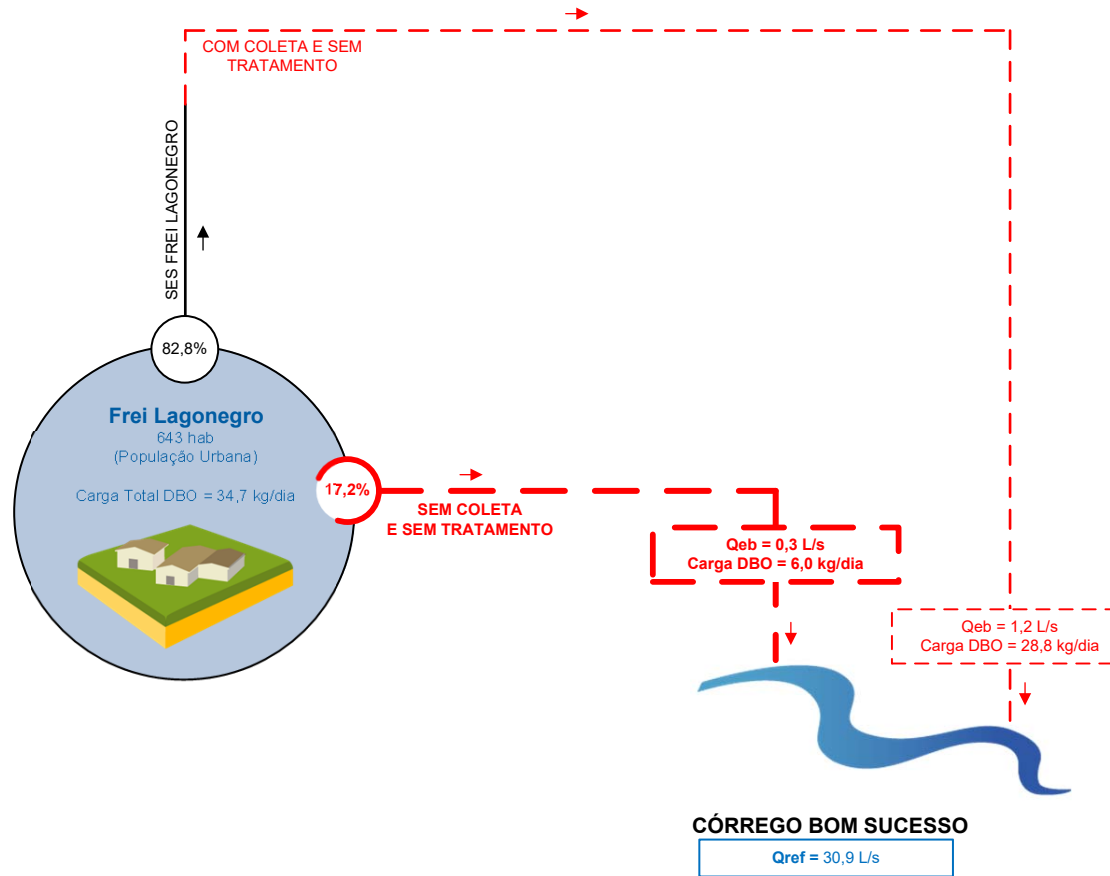 COM COLETA E SEM
TRATAMENTO
SES FREI LAGONEGRO
82,8%
Frei Lagonegro
643 hab
(População Urbana)
Carga Total DBO = 34,7 kg/dia
17,2%
SEM COLETA
E SEM TRATAMENTO
Qeb = 0,3 L/s
Carga DBO = 6,0 kg/dia
Qeb = 1,2 L/s
Carga DBO = 28,8 kg/dia
CÓRREGO BOM SUCESSO
Qref = 30,9 L/s